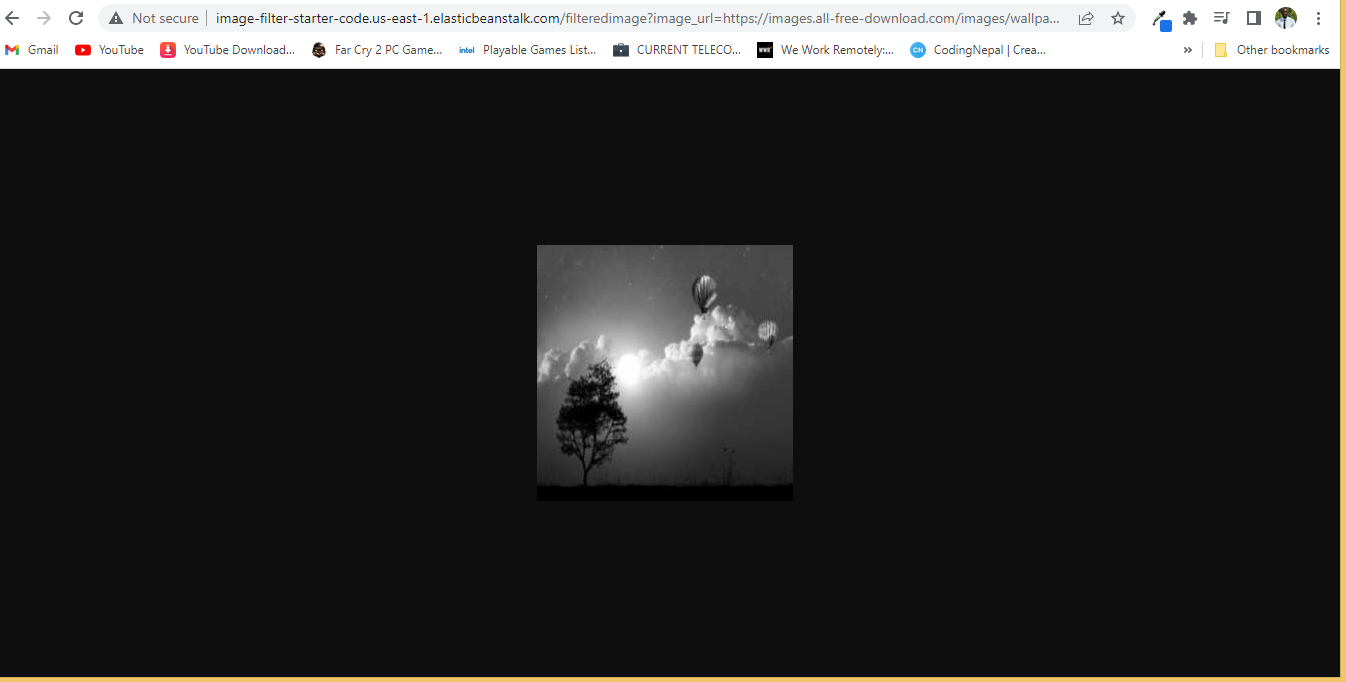 Not secure image-filter-starter-code.us-east-1.elasticbeanstalk.com/filteredimage?image_url=https://images.all-free-download.com/images/wallpa...
Gmail YouTube YouTube Download... Far Cry 2 PC Game... intel Playable Games List... CURRENT TELECO... WWR We Work Remotely:... CN CodingNepal | Crea... » Other bookmarks